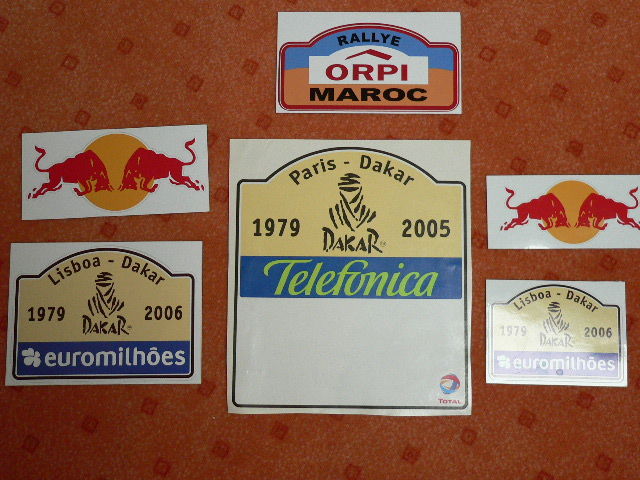 RALLYE
ORPI
MAROC
Paris - Dakar
1979 2005
DAKAR
Telefónica
TOTAL
Lisboa - Dakar
1979 2006
DAKAR
euromilhões
Lisboa - Dakar
1979 2006
DAKAR
euromilhões